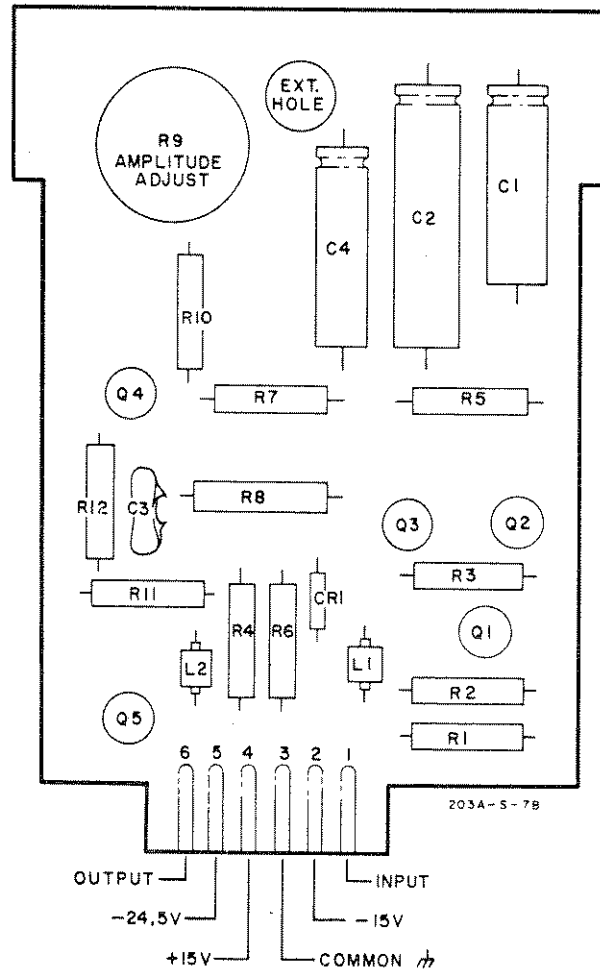 EXT.
HOLE
R9
AMPLITUDE
ADJUST
C1
C2
C4
R10
Q4
R7
R5
R12
C3
R8
Q3
Q2
R11
R4
R6
CR1
R3
Q1
L2
L1
R2
Q5
R1
6 5 4 3 2 1
203A-S-7B
OUTPUT
INPUT
-24,5V
-15V
+15V
COMMON